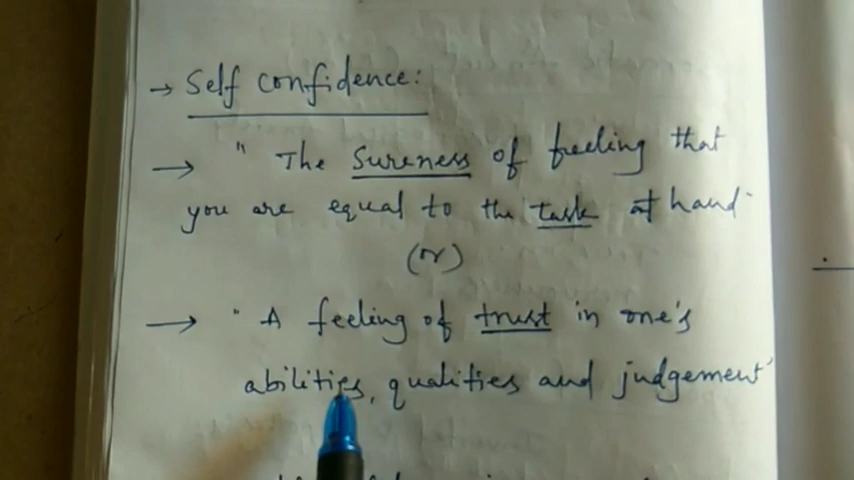 → Self confidence:
→ " The sureness of feeling that
you are equal to the task at hand
(or)
→ " A feeling of trust in one's
abilities, qualities and judgement"